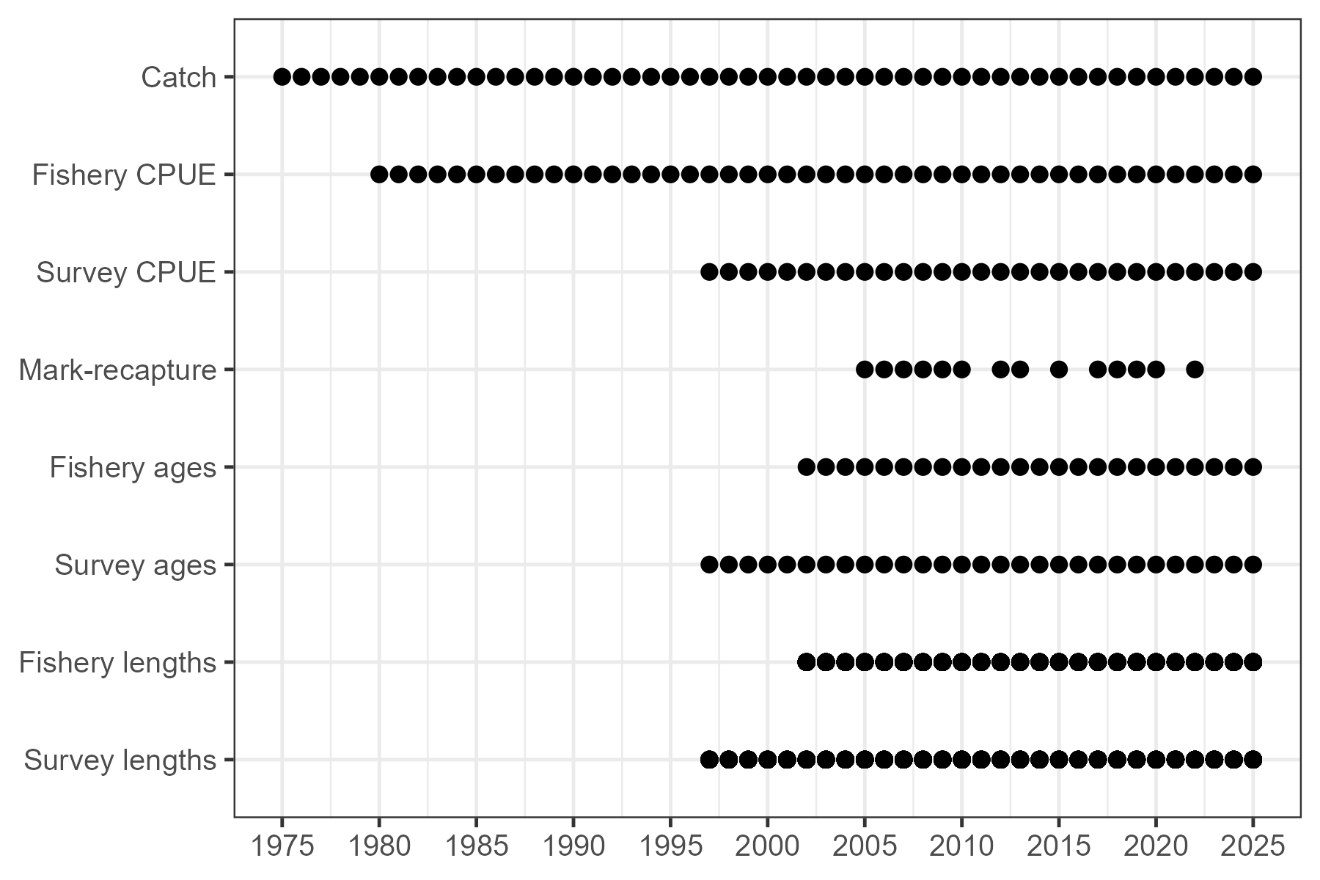 Catch
Fishery CPUE
Survey CPUE
Mark-recapture
Fishery ages
Survey ages
Fishery lengths
Survey lengths
1975 1980 1985 1990 1995 2000 2005 2010 2015 2020 2025